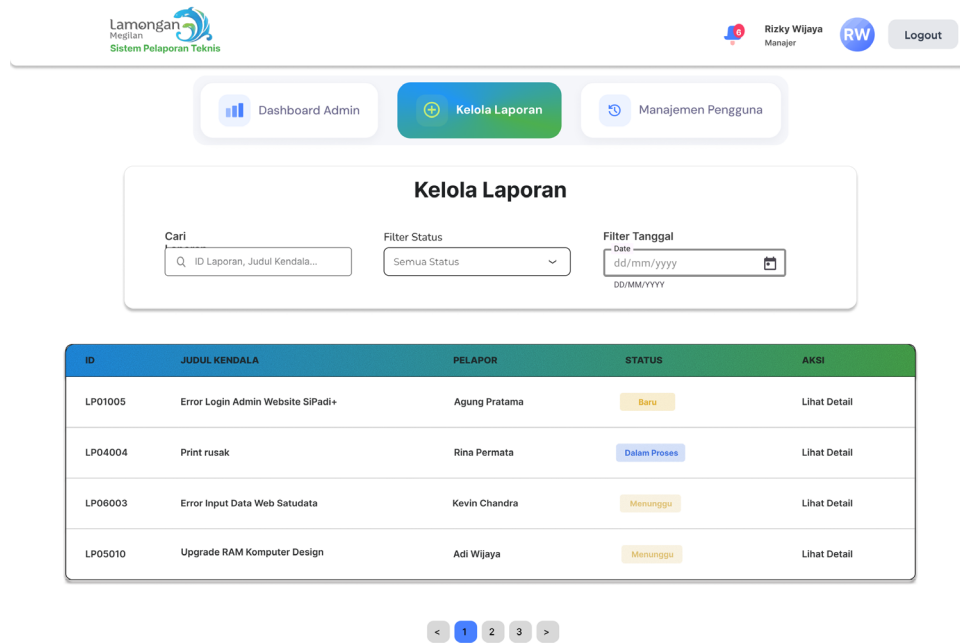 Lamongan
Megilan
Sistem Pelaporan Teknis
6
Rizky Wijaya
Manajer
RW
Logout
Dashboard Admin
Kelola Laporan
Manajemen Pengguna
Kelola Laporan
Cari
Laporan
ID Laporan, Judul Kendala...
Filter Status
Semua Status
Filter Tanggal
Date
dd/mm/yyyy
DD/MM/YYYY
ID JUDUL KENDALA PELAPOR STATUS AKSI
LP01005 Error Login Admin Website SiPadi+ Agung Pratama Baru Lihat Detail
LP04004 Print rusak Rina Permata Dalam Proses Lihat Detail
LP06003 Error Input Data Web Satudata Kevin Chandra Menunggu Lihat Detail
LP05010 Upgrade RAM Komputer Design Adi Wijaya Menunggu Lihat Detail
< 1 2 3 >